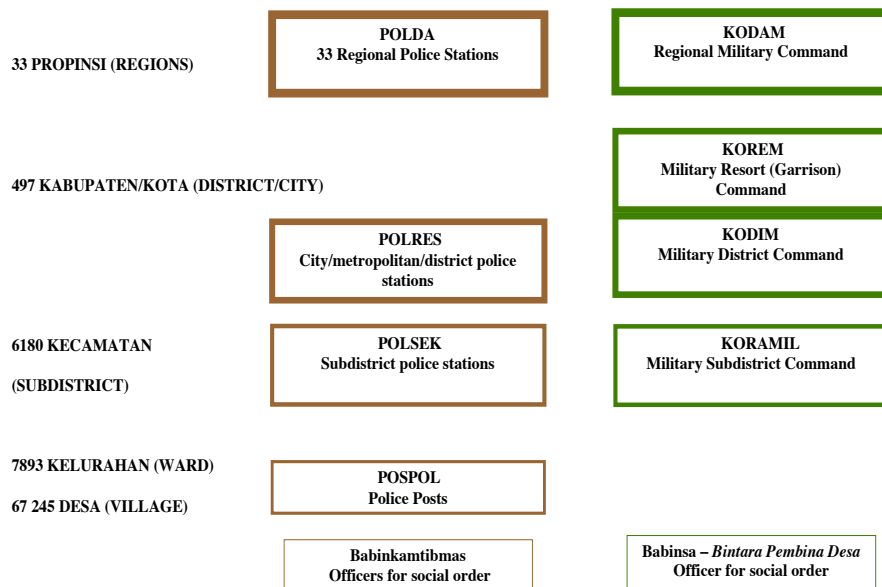 POLDA
33 Regional Police Stations
KODAM
Regional Military Command
33 PROPINSI (REGIONS)
KOREM
Military Resort (Garrison)
Command
497 KABUPATEN/KOTA (DISTRICT/CITY)
POLRES
City/metropolitan/district police
stations
KODIM
Military District Command
6180 KECAMATAN
(SUBDISTRICT)
POLSEK
Subdistrict police stations
KORAMIL
Military Subdistrict Command
7893 KELURAHAN (WARD)
67 245 DESA (VILLAGE)
POSPOL
Police Posts
Babinkamtibmas
Officers for social order
Babinsa – Bintara Pembina Desa
Officer for social order